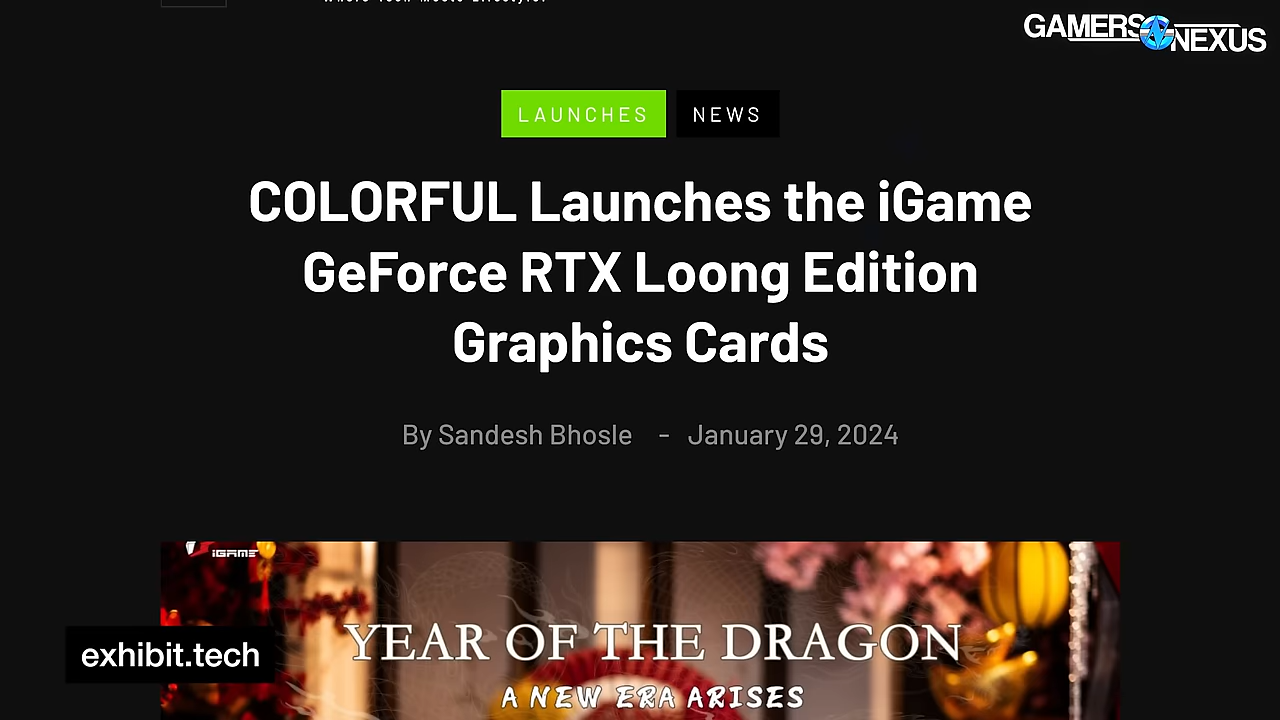 GAMERS NEXUS
LAUNCHES NEWS
COLORFUL Launches the iGame
GeForce RTX Loong Edition
Graphics Cards
By Sandesh Bhosle - January 29, 2024
iGAME
YEAR OF THE DRAGON
A NEW ERA ARISES
exhibit.tech